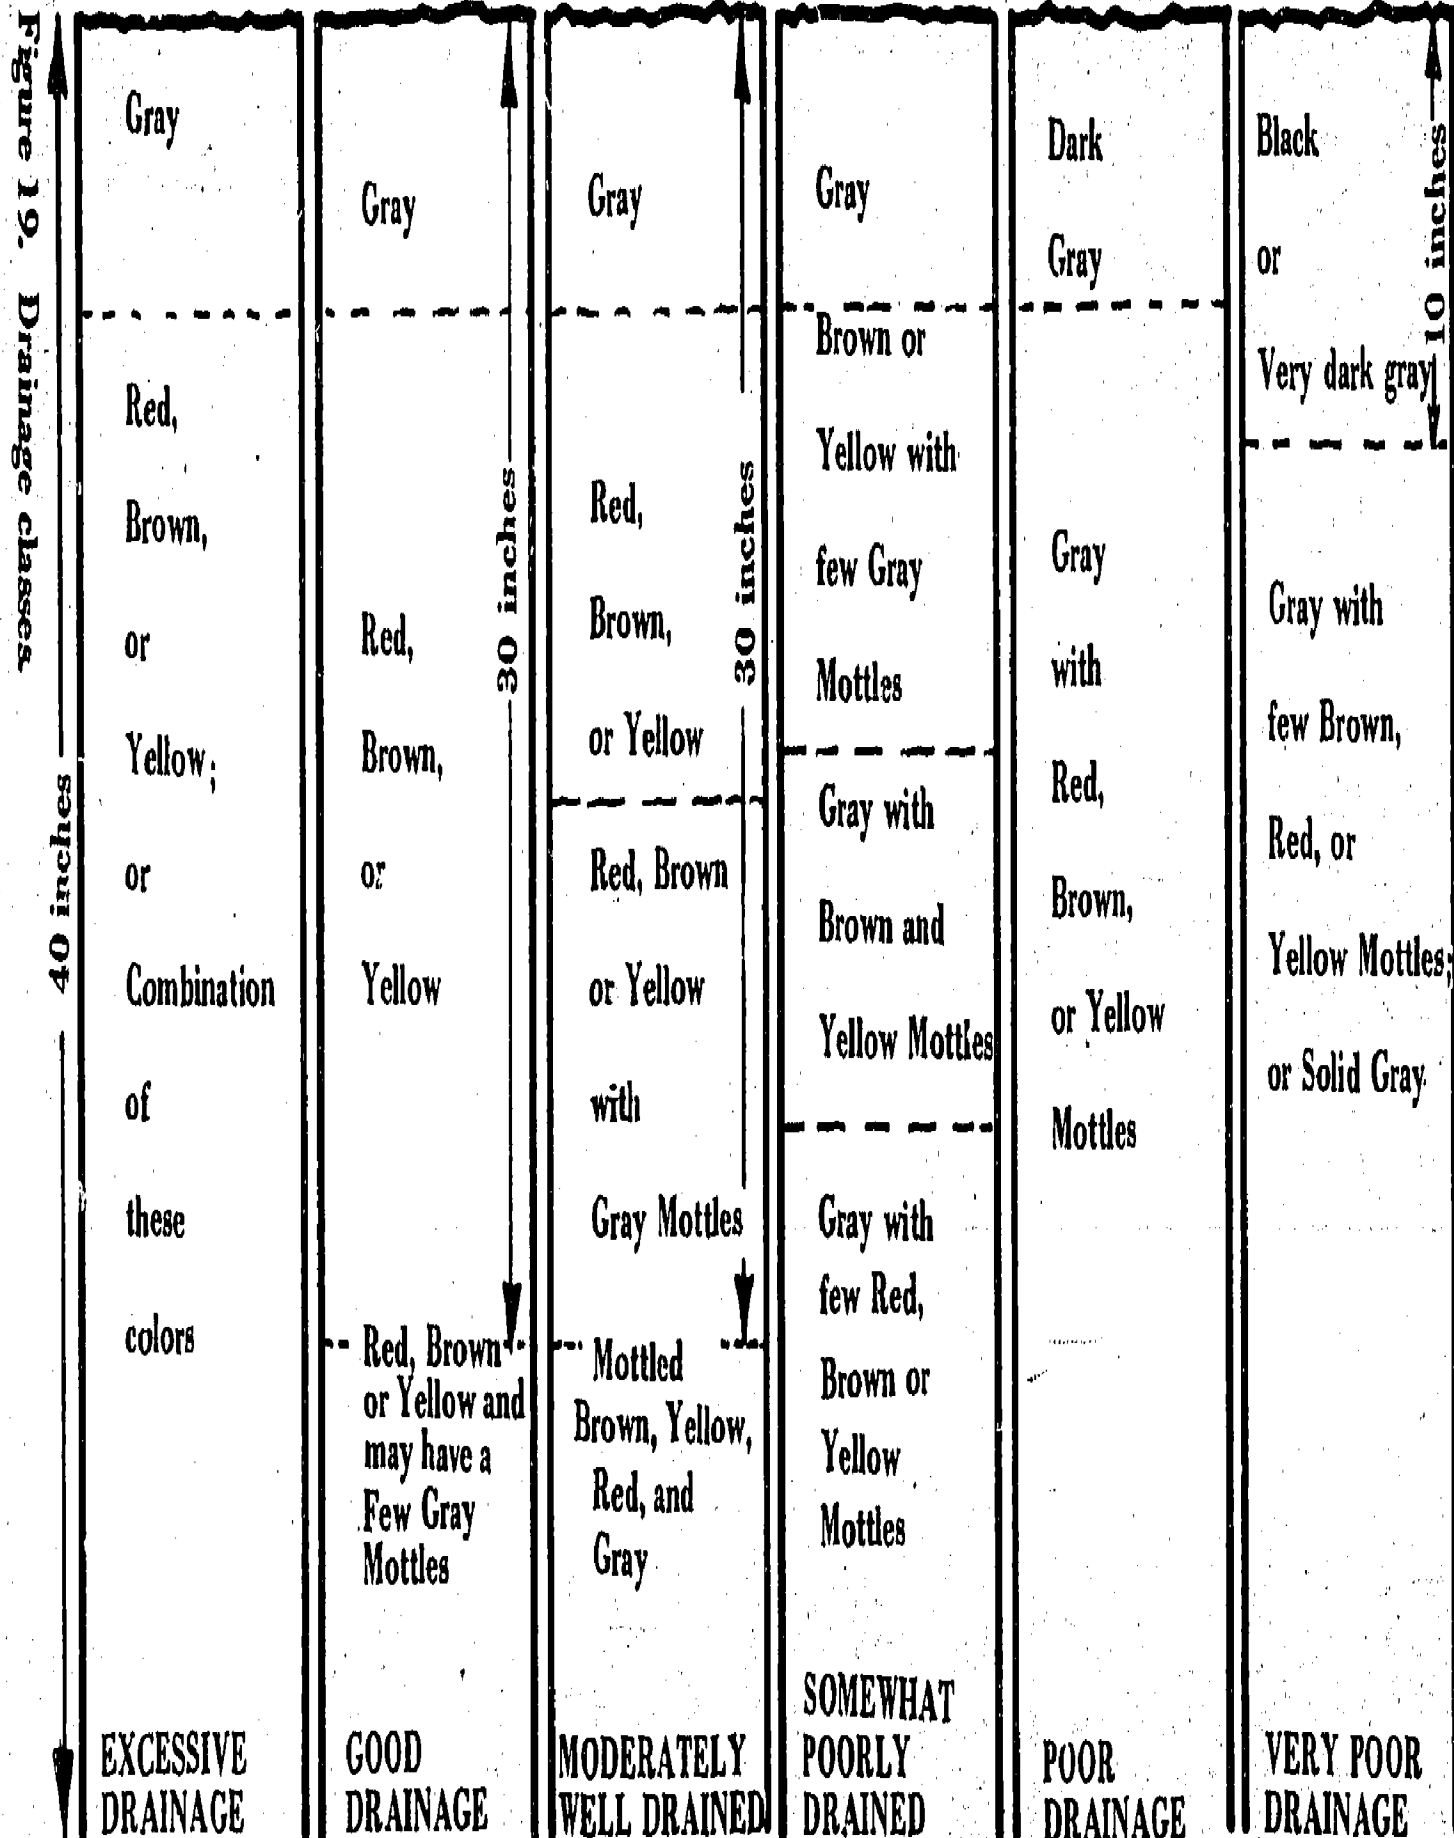 Figure 19. Drainage classes.
40 inches
Gray
Red,
Brown,
or
Yellow;
or
Combination
of
these
colors
EXCESSIVE
DRAINAGE
Gray
30 inches
Red,
Brown,
or
Yellow
Red, Brown
or Yellow and
may have a
Few Gray
Mottles
GOOD
DRAINAGE
Gray
30 inches
Red,
Brown,
or Yellow
Red, Brown
or Yellow
with
Gray Mottles
Mottled
Brown, Yellow,
Red, and
Gray
MODERATELY
WELL DRAINED
Gray
Brown or
Yellow with
few Gray
Mottles
Gray with
Brown and
Yellow Mottles
Gray with
few Red,
Brown or
Yellow
Mottles
SOMEWHAT
POORLY
DRAINED
Dark
Gray
Gray
with
Red,
Brown,
or Yellow
Mottles
POOR
DRAINAGE
Black
or
Very dark gray
10 inches
Gray with
few Brown,
Red, or
Yellow Mottles;
or Solid Gray
VERY POOR
DRAINAGE